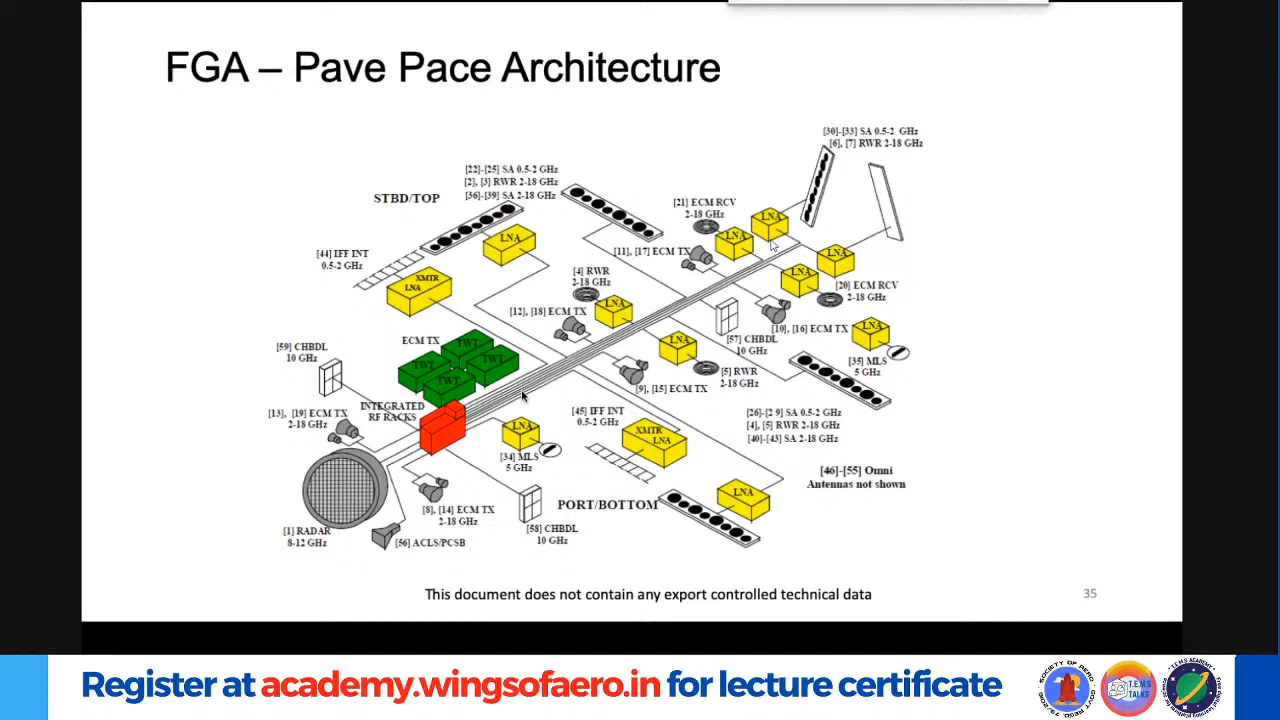 FGA – Pave Pace Architecture
[30]-[33] SA 0.5-2 GHz
[6], [7] RWR 2-18 GHz
[22]-[25] SA 0.5-2 GHz
[2], [3] RWR 2-18 GHz
[36]-[39] SA 2-18 GHz
STBD/TOP
[21] ECM RCV
2-18 GHz
LNA
LNA
LNA
[44] IFF INT
0.5-2 GHz
[11], [17] ECM TX
LNA
LNA
[4] RWR
2-18 GHz
XMTR
LNA
[20] ECM RCV
2-18 GHz
[12], [18] ECM TX
LNA
[10], [16] ECM TX
LNA
[57] CHBDL
10 GHz
[59] CHBDL
10 GHz
ECM TX
TWT
TWT
TWT
TWT
LNA
[35] MLS
5 GHz
[5] RWR
2-18 GHz
[9], [15] ECM TX
INTEGRATED
RF RACKS
[13], [19] ECM TX
2-18 GHz
[45] IFF INT
0.5-2 GHz
[26]-[2 9] SA 0.5-2 GHz
[4], [5] RWR 2-18 GHz
[40]-[43] SA 2-18 GHz
LNA
XMTR
LNA
[34] MLS
5 GHz
[46]-[55] Omni
Antennas not shown
LNA
PORT/BOTTOM
[8], [14] ECM TX
2-18 GHz
[1] RADAR
8-12 GHz
[56] ACLS/PCSB
[58] CHBDL
10 GHz
This document does not contain any export controlled technical data
35
Register at academy.wingsofaero.in for lecture certificate
SOCIETY OF AERO
T.E.M.S
TALKS
T.E.M.S ACADEMY